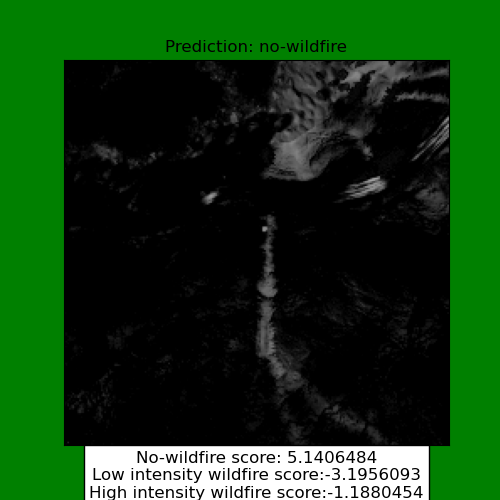 Prediction: no-wildfire
No-wildfire score: 5.1406484
Low intensity wildfire score:-3.1956093
High intensity wildfire score:-1.1880454